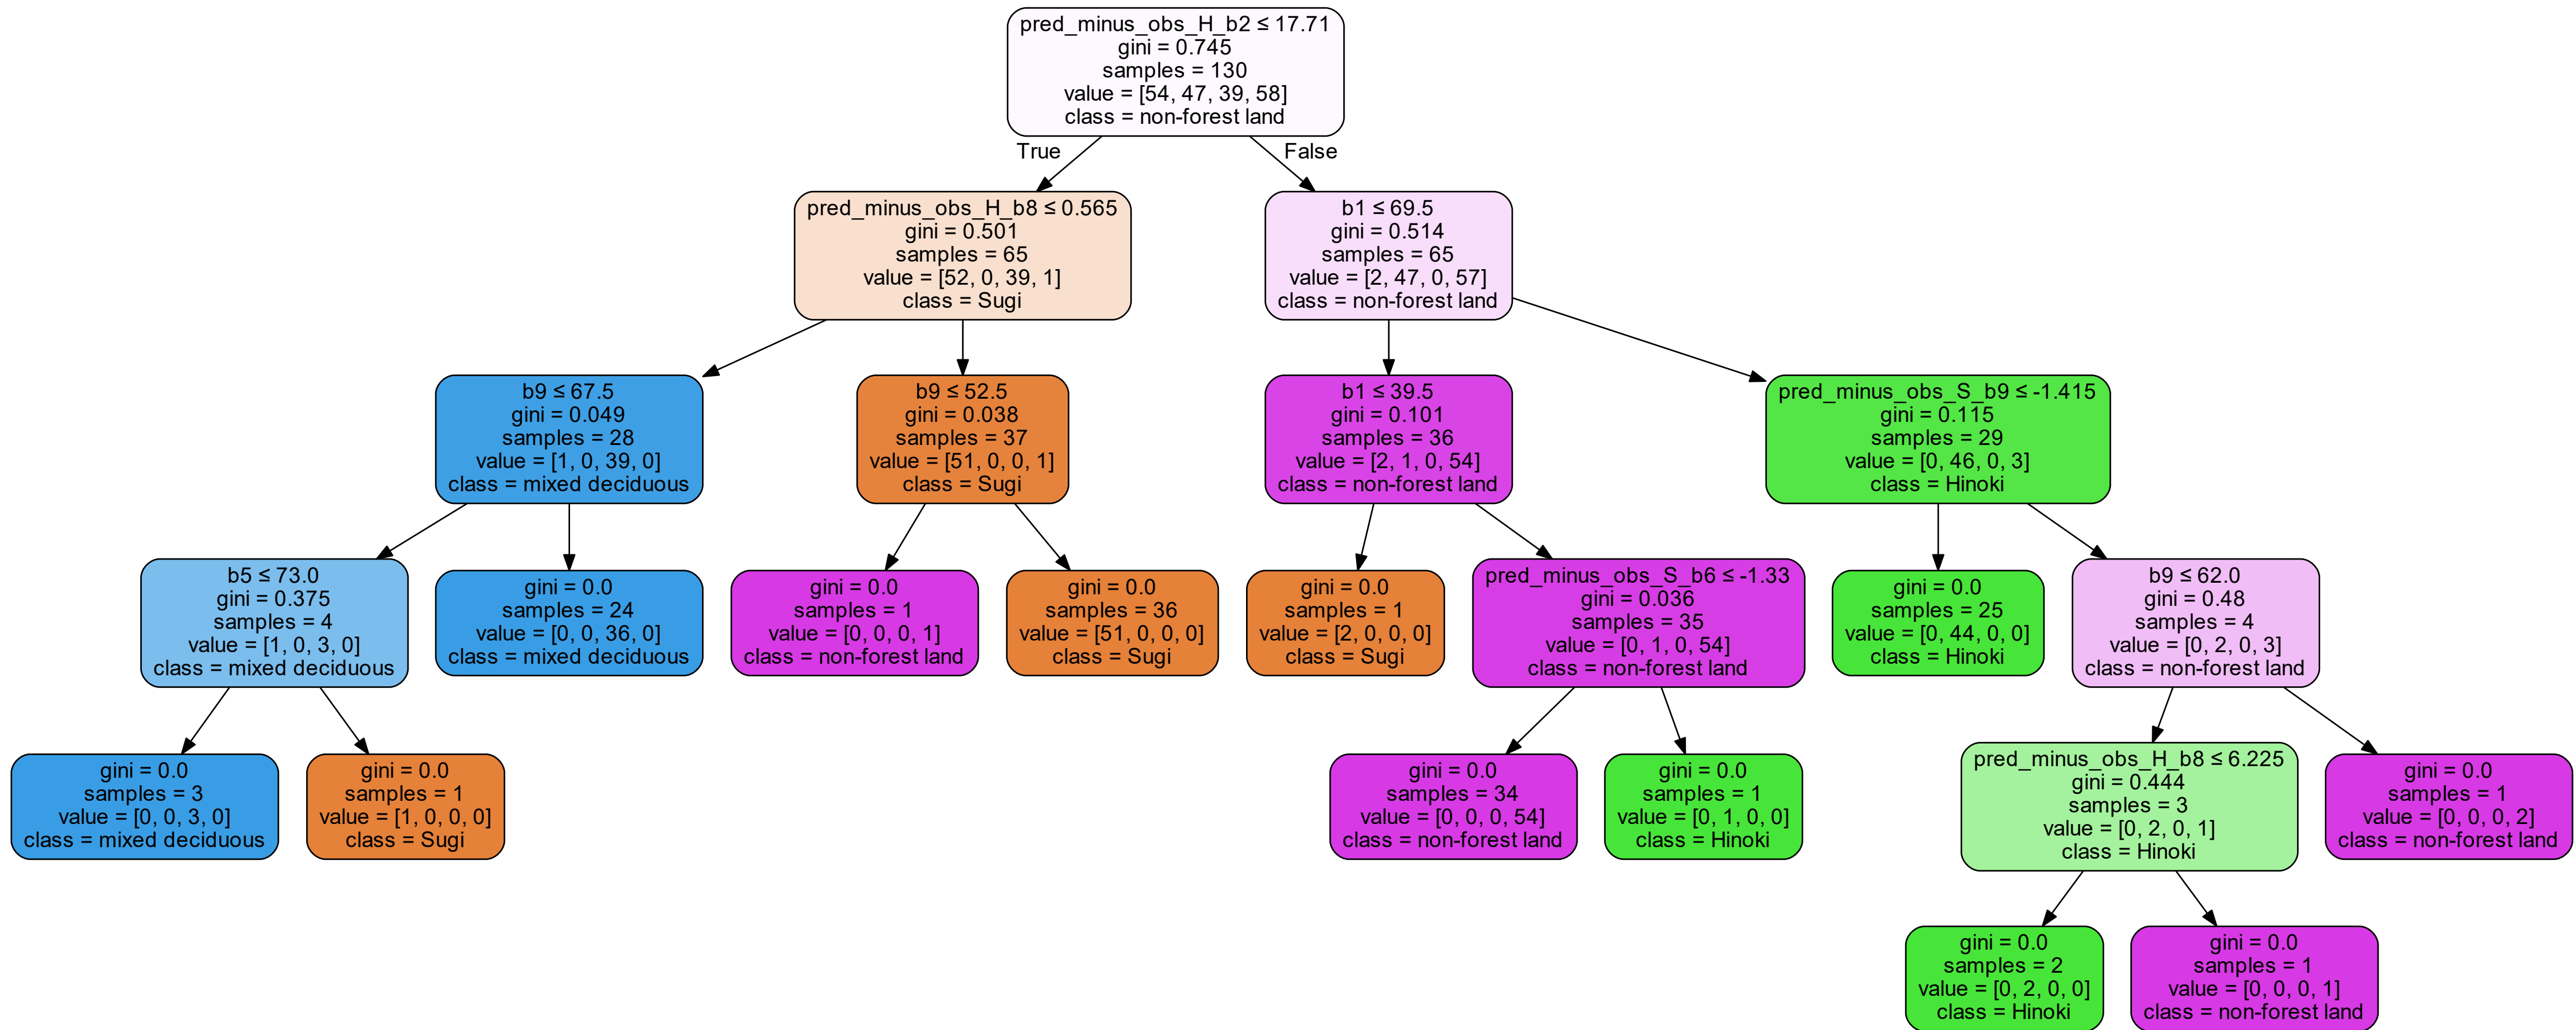 pred_minus_obs_H_b2 ≤ 17.71
gini = 0.745
samples = 130
value = [54, 47, 39, 58]
class = non-forest land
True
False
pred_minus_obs_H_b8 ≤ 0.565
gini = 0.501
samples = 65
value = [52, 0, 39, 1]
class = Sugi
b1 ≤ 69.5
gini = 0.514
samples = 65
value = [2, 47, 0, 57]
class = non-forest land
b9 ≤ 67.5
gini = 0.049
samples = 28
value = [1, 0, 39, 0]
class = mixed deciduous
b9 ≤ 52.5
gini = 0.038
samples = 37
value = [51, 0, 0, 1]
class = Sugi
b1 ≤ 39.5
gini = 0.101
samples = 36
value = [2, 1, 0, 54]
class = non-forest land
pred_minus_obs_S_b9 ≤ -1.415
gini = 0.115
samples = 29
value = [0, 46, 0, 3]
class = Hinoki
b5 ≤ 73.0
gini = 0.375
samples = 4
value = [1, 0, 3, 0]
class = mixed deciduous
gini = 0.0
samples = 24
value = [0, 0, 36, 0]
class = mixed deciduous
gini = 0.0
samples = 1
value = [0, 0, 0, 1]
class = non-forest land
gini = 0.0
samples = 36
value = [51, 0, 0, 0]
class = Sugi
gini = 0.0
samples = 1
value = [2, 0, 0, 0]
class = Sugi
pred_minus_obs_S_b6 ≤ -1.33
gini = 0.036
samples = 35
value = [0, 1, 0, 54]
class = non-forest land
gini = 0.0
samples = 25
value = [0, 44, 0, 0]
class = Hinoki
b9 ≤ 62.0
gini = 0.48
samples = 4
value = [0, 2, 0, 3]
class = non-forest land
gini = 0.0
samples = 3
value = [0, 0, 3, 0]
class = mixed deciduous
gini = 0.0
samples = 1
value = [1, 0, 0, 0]
class = Sugi
gini = 0.0
samples = 34
value = [0, 0, 0, 54]
class = non-forest land
gini = 0.0
samples = 1
value = [0, 1, 0, 0]
class = Hinoki
pred_minus_obs_H_b8 ≤ 6.225
gini = 0.444
samples = 3
value = [0, 2, 0, 1]
class = Hinoki
gini = 0.0
samples = 1
value = [0, 0, 0, 2]
class = non-forest land
gini = 0.0
samples = 2
value = [0, 2, 0, 0]
class = Hinoki
gini = 0.0
samples = 1
value = [0, 0, 0, 1]
class = non-forest land